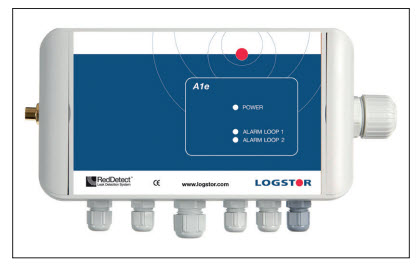 A1e
POWER
ALARM LOOP 1
ALARM LOOP 2
RedDetect
Leak Detection System
CE
www.logstor.com
LOGSTOR